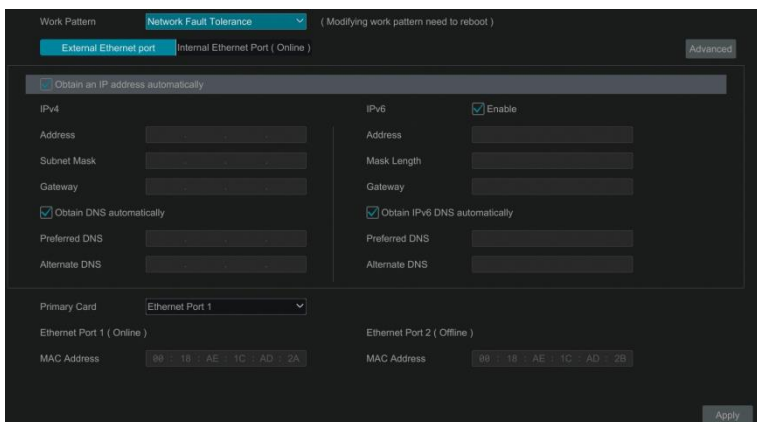 Work Pattern Network Fault Tolerance ( Modifying work pattern need to reboot )
External Ethernet port Internal Ethernet Port ( Online ) Advanced
Obtain an IP address automatically
IPv4 IPv6 Enable
Address Address
Subnet Mask Mask Length
Gateway Gateway
Obtain DNS automatically Obtain IPv6 DNS automatically
Preferred DNS Preferred DNS
Alternate DNS Alternate DNS
Primary Card Ethernet Port 1
Ethernet Port 1 ( Online ) Ethernet Port 2 ( Offline )
MAC Address 00 : 18 : AE : 1C : AD : 2A MAC Address 00 : 18 : AE : 1C : AD : 2B
Apply